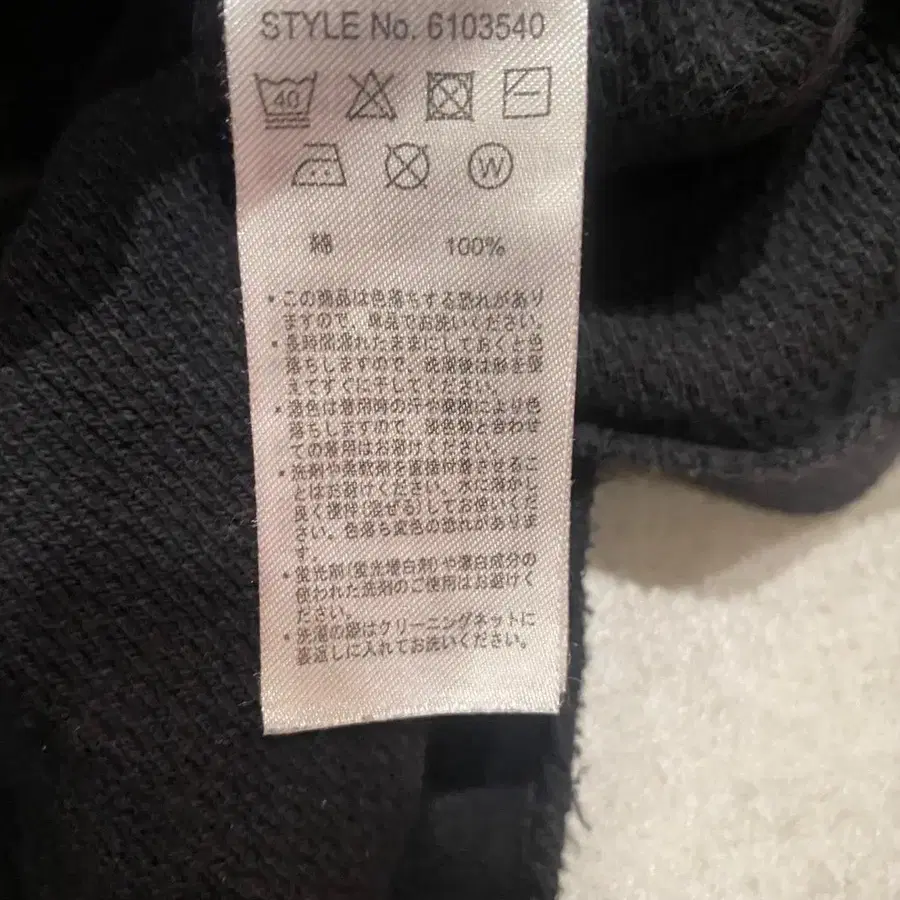 STYLE No. 6103540
40
W
綿 100%
・この商品は色落ちする恐れがあり
ますので、単品でお洗いください。
・長時間濡れたままにしておくと色
落ちしますので、洗濯後は形を整
えてすぐに干してください。
・濃色は着用時の汗や摩擦により色
落ちしますので、淡色物と合わせ
ての着用はお避けください。
・洗剤や柔軟剤を直接付着させるこ
とはお避けください。水に溶かし
良く攪拌(混ぜる)してお使いくだ
さい。色落ち変色の恐れがありま
す。
・蛍光剤(蛍光増白剤)や漂白成分の
使われた洗剤のご使用はお避けく
ださい。
・洗濯の際はクリーニングネットに
裏返しに入れてお洗いください。